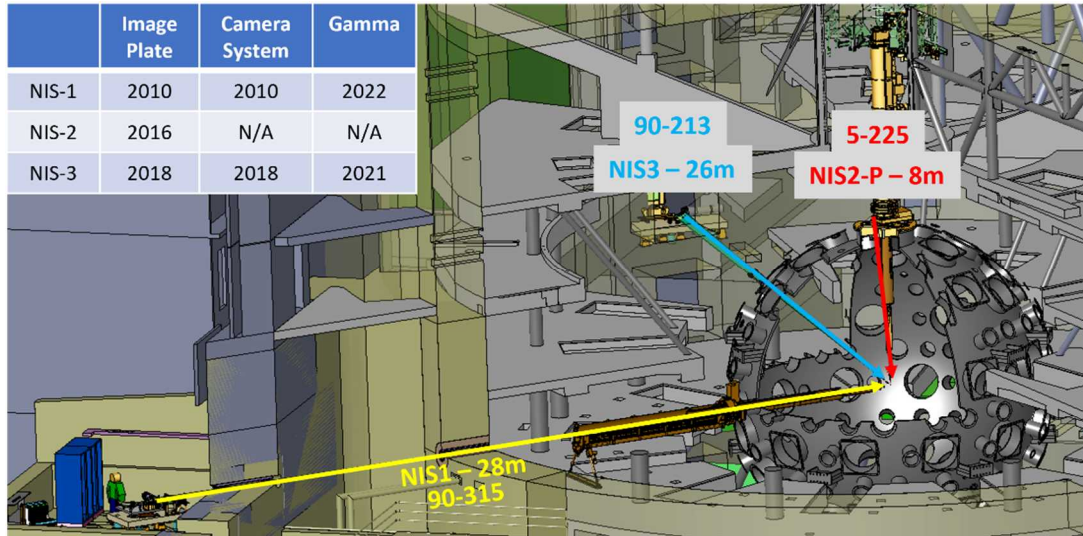 Image Plate Camera System Gamma
NIS-1 2010 2010 2022
NIS-2 2016 N/A N/A
NIS-3 2018 2018 2021
90-213
NIS3 – 26m
5-225
NIS2-P – 8m
NIS1 – 28m
90-315